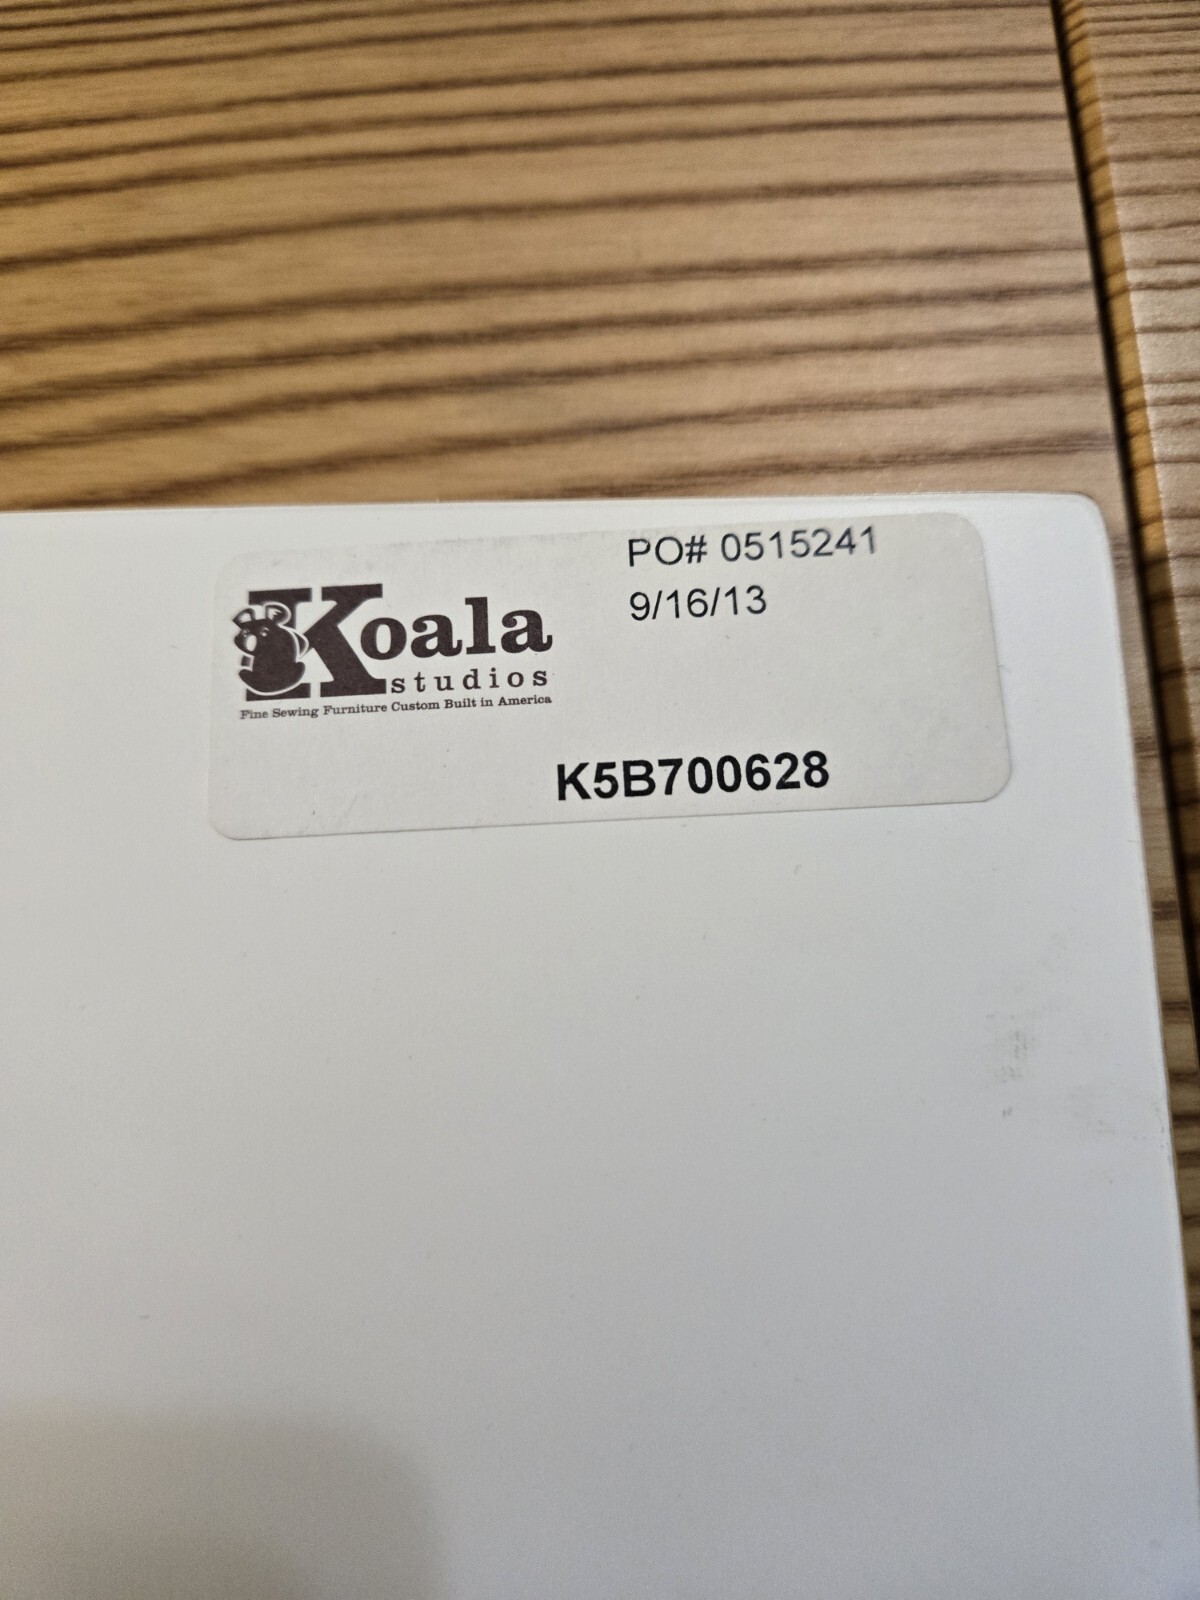 PO# 0515241
9/16/13
Koala
studios
Fine Sewing Furniture Custom Built in America
K5B700628